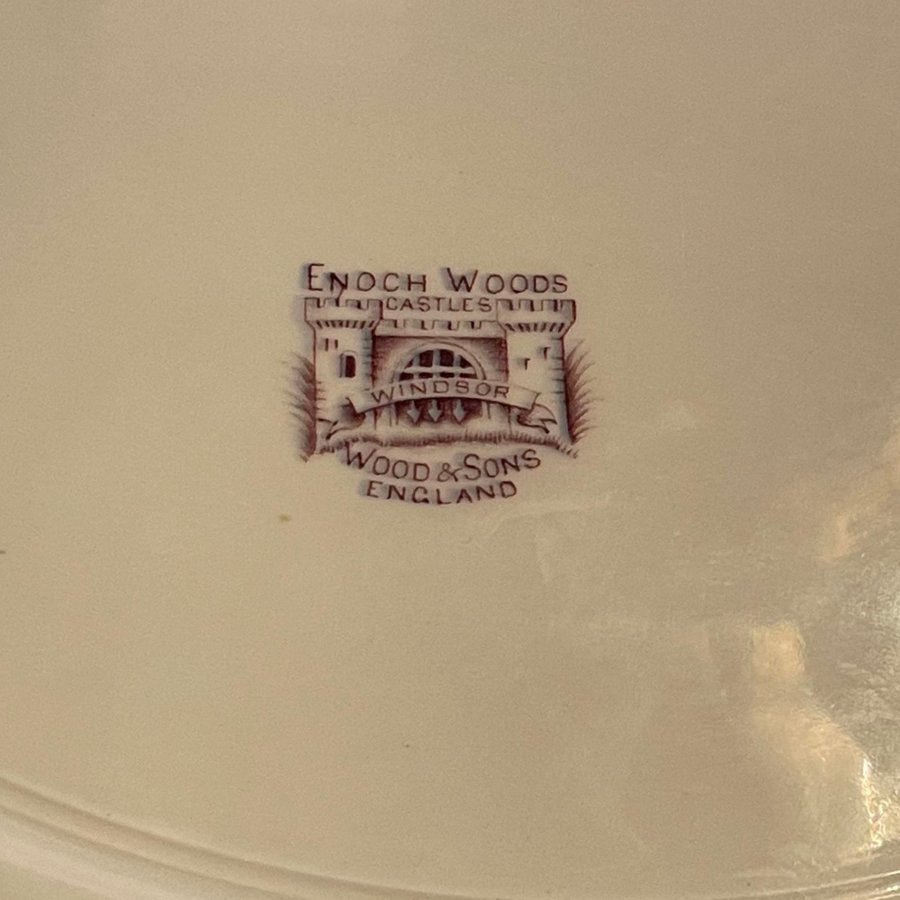 ENOCH WOODS
CASTLES
WINDSOR
WOOD & SONS
ENGLAND